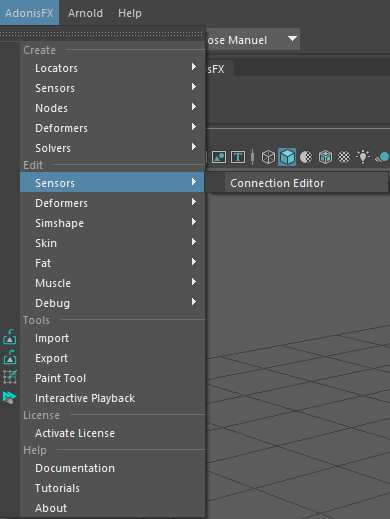 AdonisFX Arnold Help
ose Manuel
Create
Locators
sFX
Sensors
Nodes
Deformers
Solvers
T
Edit
Sensors
Connection Editor
Deformers
Simshape
Skin
Fat
Muscle
Debug
Tools
Import
Export
Paint Tool
Interactive Playback
License
Activate License
Help
Documentation
Tutorials
About